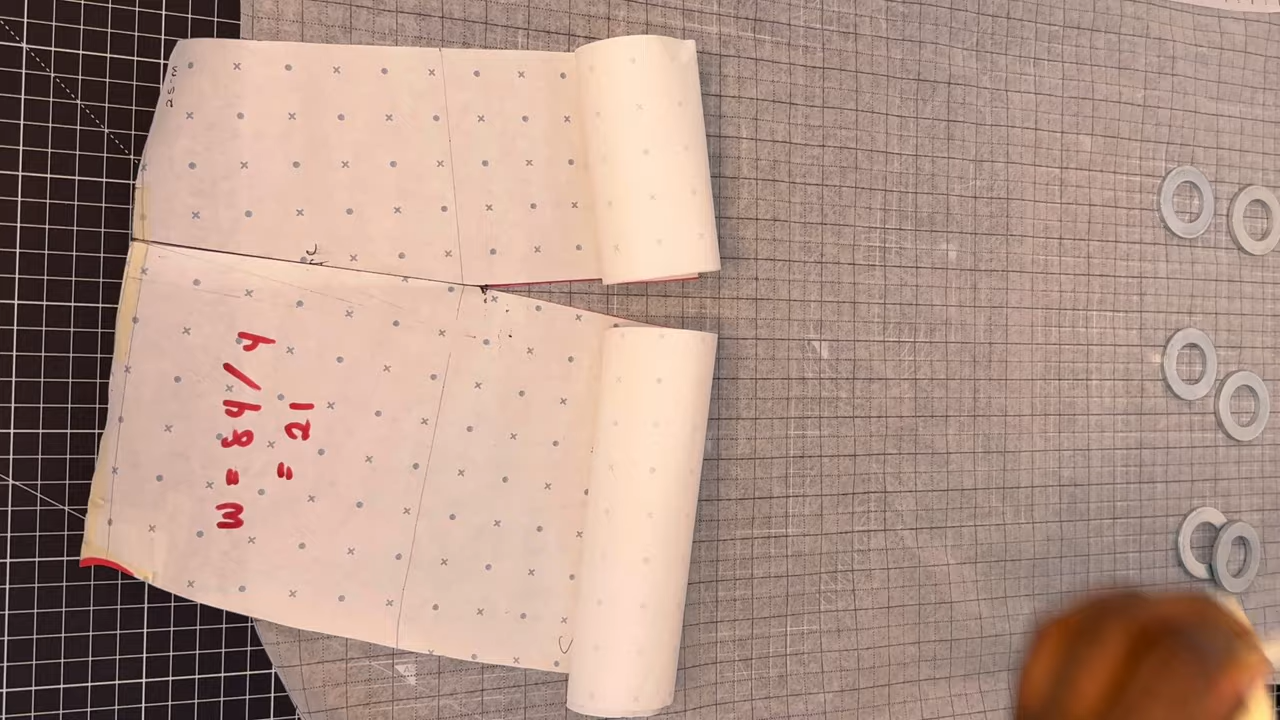 W = 84/4
= 21